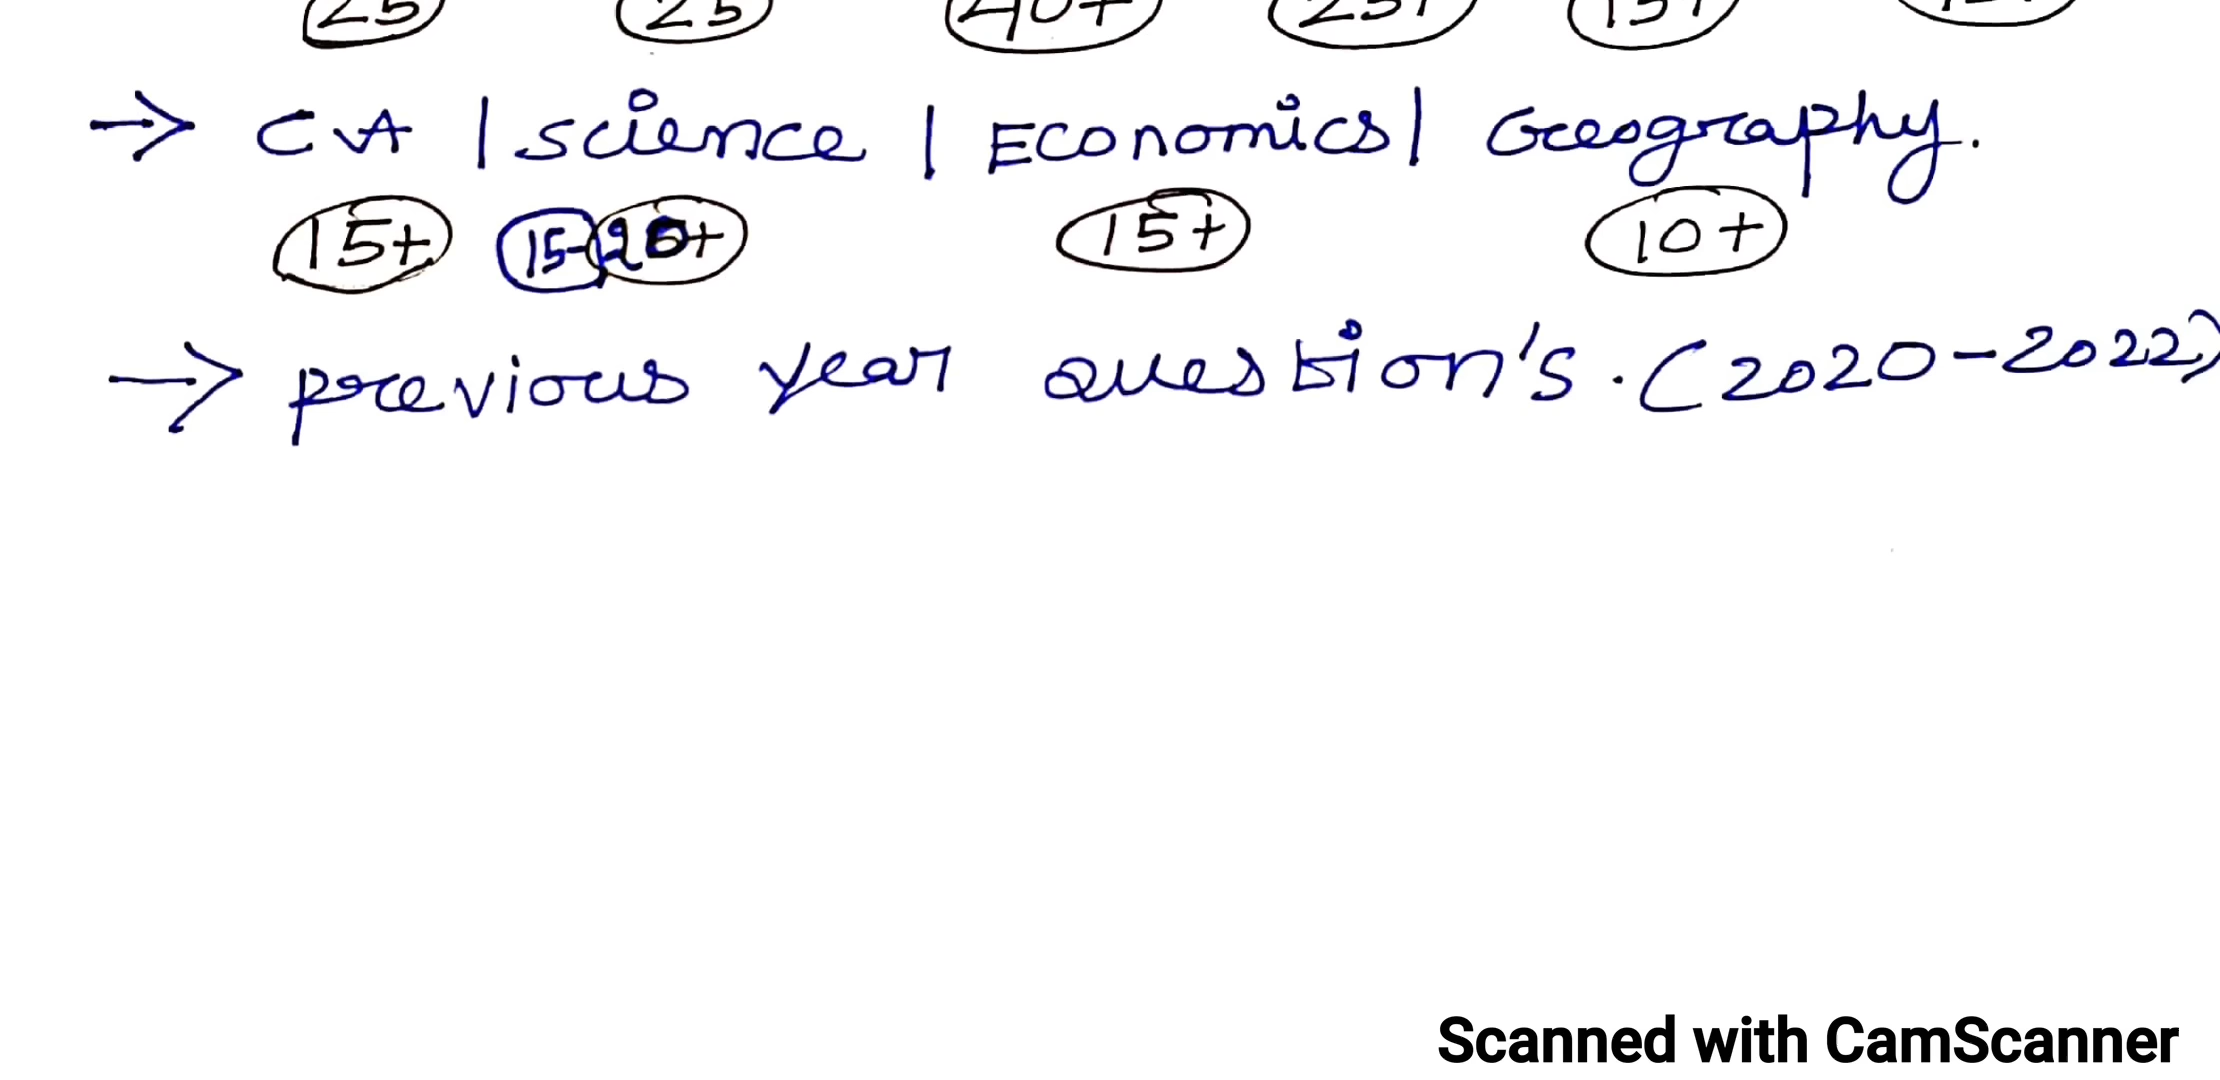 25 25 40+ 25+ 15+
→ CA | science | Economics | Geography.
15+ 15-20+ 15+ 10+
→ previous year question's. (2020-2022)
Scanned with CamScanner